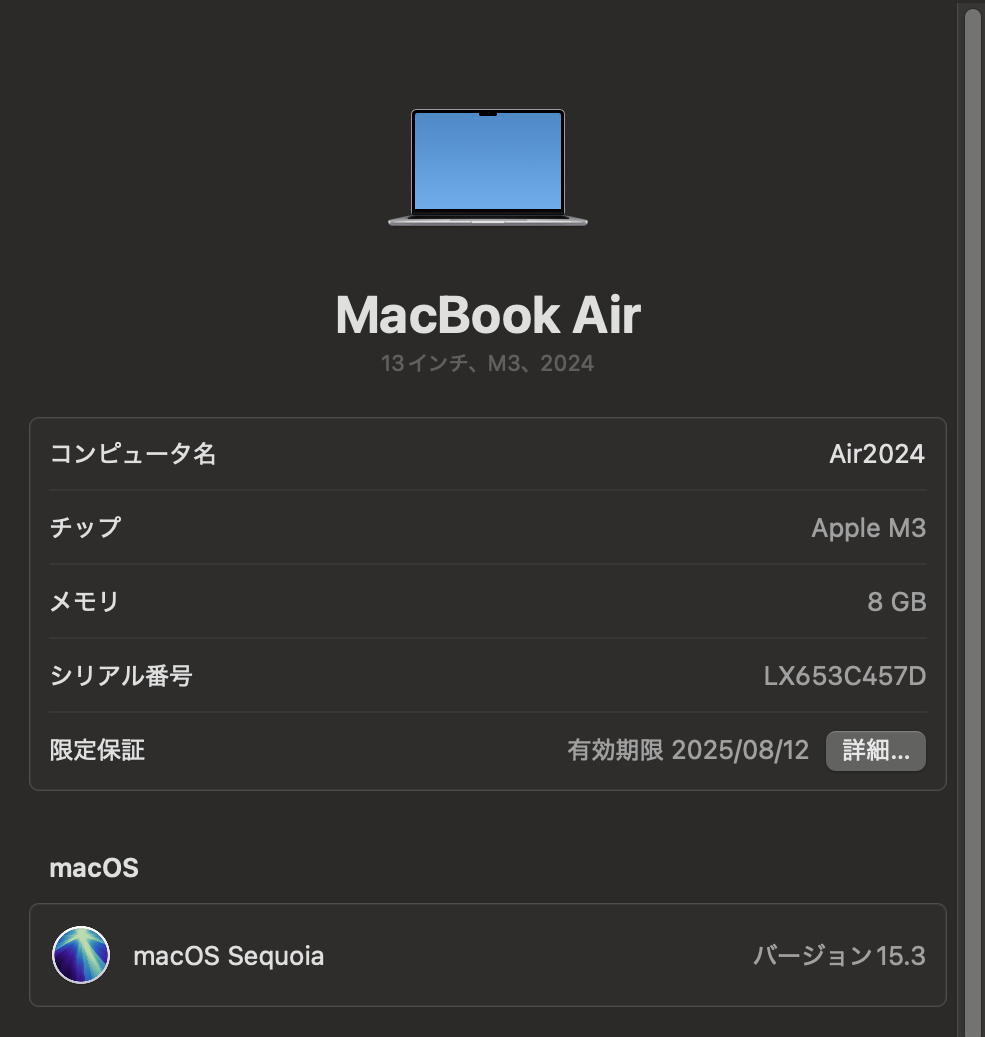 MacBook Air
13インチ、M3、2024
コンピュータ名 Air2024
チップ Apple M3
メモリ 8 GB
シリアル番号 LX653C457D
限定保証 有効期限 2025/08/12 詳細...
macOS
macOS Sequoia バージョン15.3